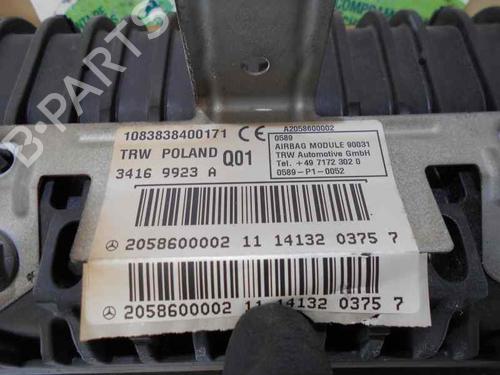 B-PARTS
1083838400171 CE
TRW POLAND Q01
3416 9923 A
A2058600002
0589
AIRBAG MODULE 90031
TRW Automotive GmbH
Tel. +49 7172 302 0
0589-P1-0052
2058600002 11 14132 0375 7
2058600002 11 14132 0375 7